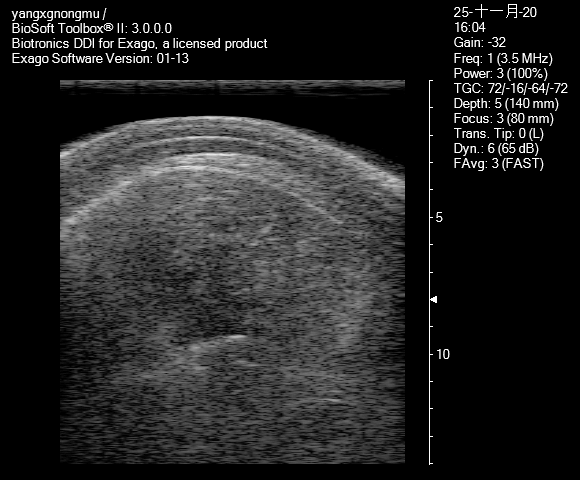 yangxgnongmu /
BioSoft Toolbox® II: 3.0.0.0
Biotronics DDI for Exago, a licensed product
Exago Software Version: 01-13
25-十一月-20
16:04
Gain: -32
Freq: 1 (3.5 MHz)
Power: 3 (100%)
TGC: 72/-16/-64/-72
Depth: 5 (140 mm)
Focus: 3 (80 mm)
Trans. Tip: 0 (L)
Dyn.: 6 (65 dB)
FAvg: 3 (FAST)
5
10